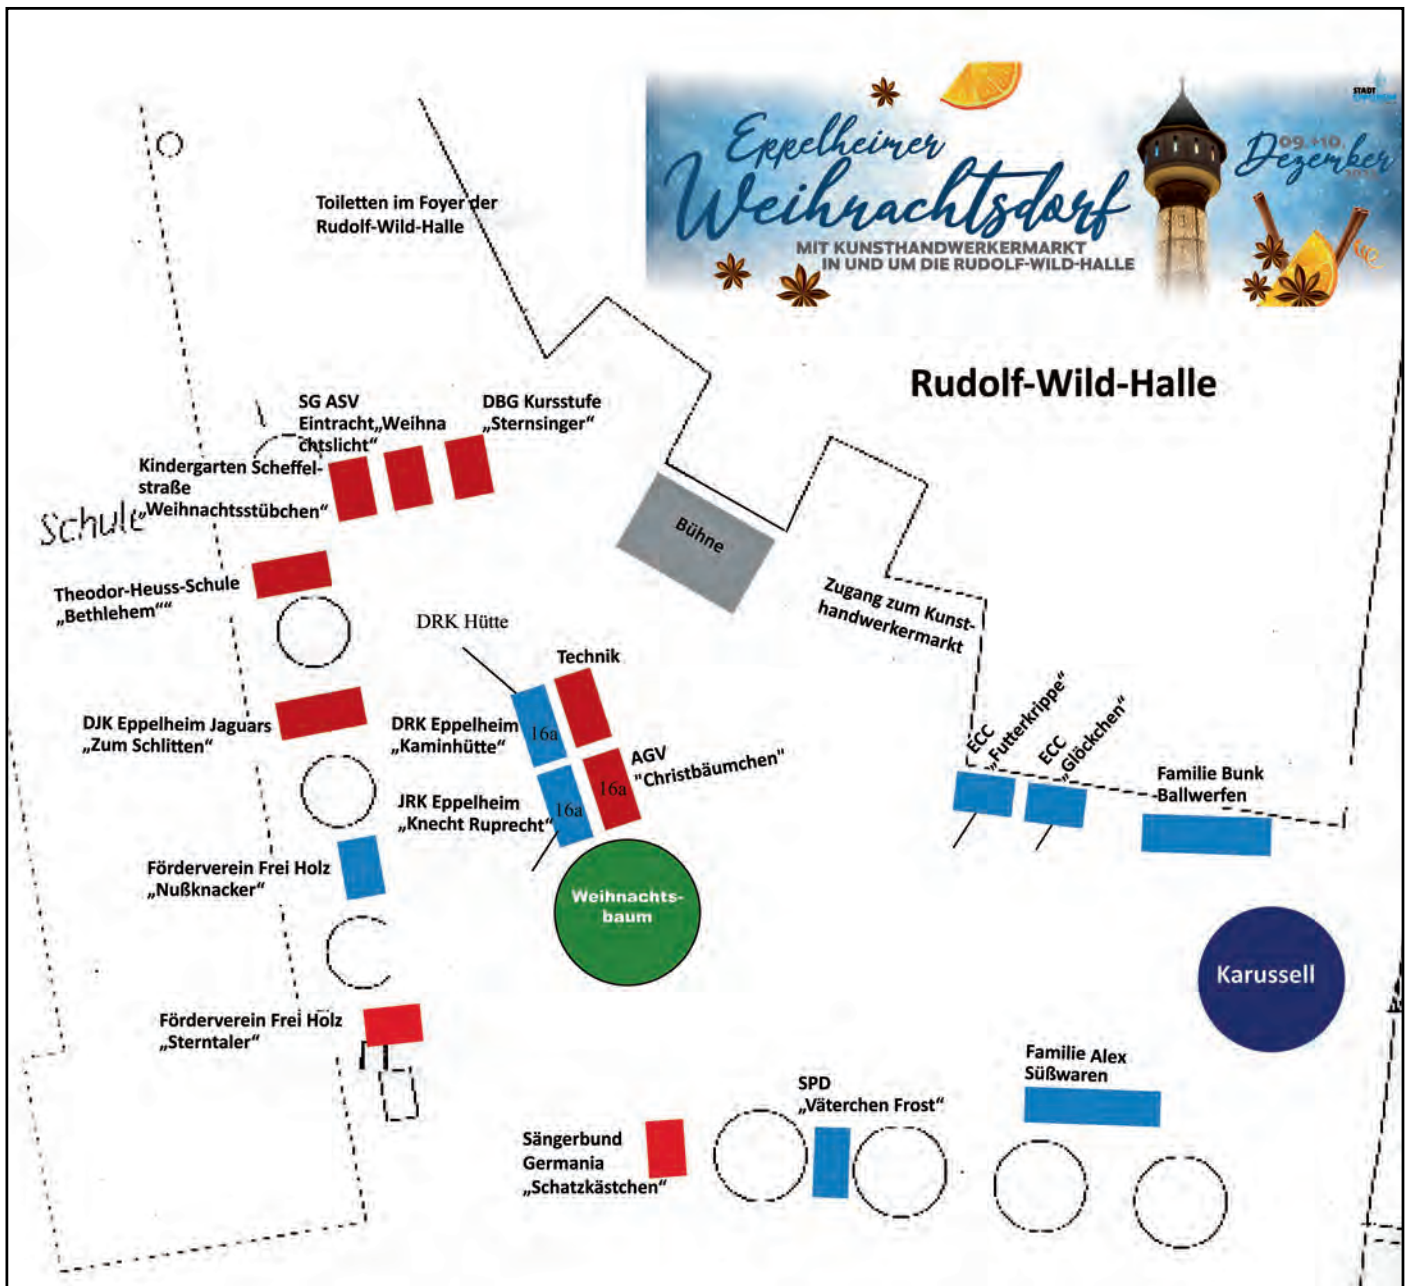 STADT
Eppelheimer
Weihnachtsdorf
09.+10.
Dezember
MIT KUNSTHANDWERKERMARKT
IN UND UM DIE RUDOLF-WILD-HALLE
Toiletten im Foyer der
Rudolf-Wild-Halle
Rudolf-Wild-Halle
SG ASV
Eintracht„Weihna
chtslicht“
DBG Kursstufe
„Sternsinger“
Kindergarten Scheffel-
straße
„Weihnachtsstübchen“
Schule
Bühne
Theodor-Heuss-Schule
„Bethlehem““
Zugang zum Kunst-
handwerkermarkt
DRK Hütte
Technik
DJK Eppelheim Jaguars
„Zum Schlitten“
DRK Eppelheim
„Kaminhütte“
16a
AGV
"Christbäumchen"
16a
JRK Eppelheim
„Knecht Ruprecht“
16a
ECC
„Futterkrippe“
ECC
„Glöckchen“
Familie Bunk
Ballwerfen
Förderverein Frei Holz
„Nußknacker“
Weihnachts-
baum
Karussell
Förderverein Frei Holz
„Sterntaler“
Familie Alex
Süßwaren
SPD
„Väterchen Frost“
Sängerbund
Germania
„Schatzkästchen“